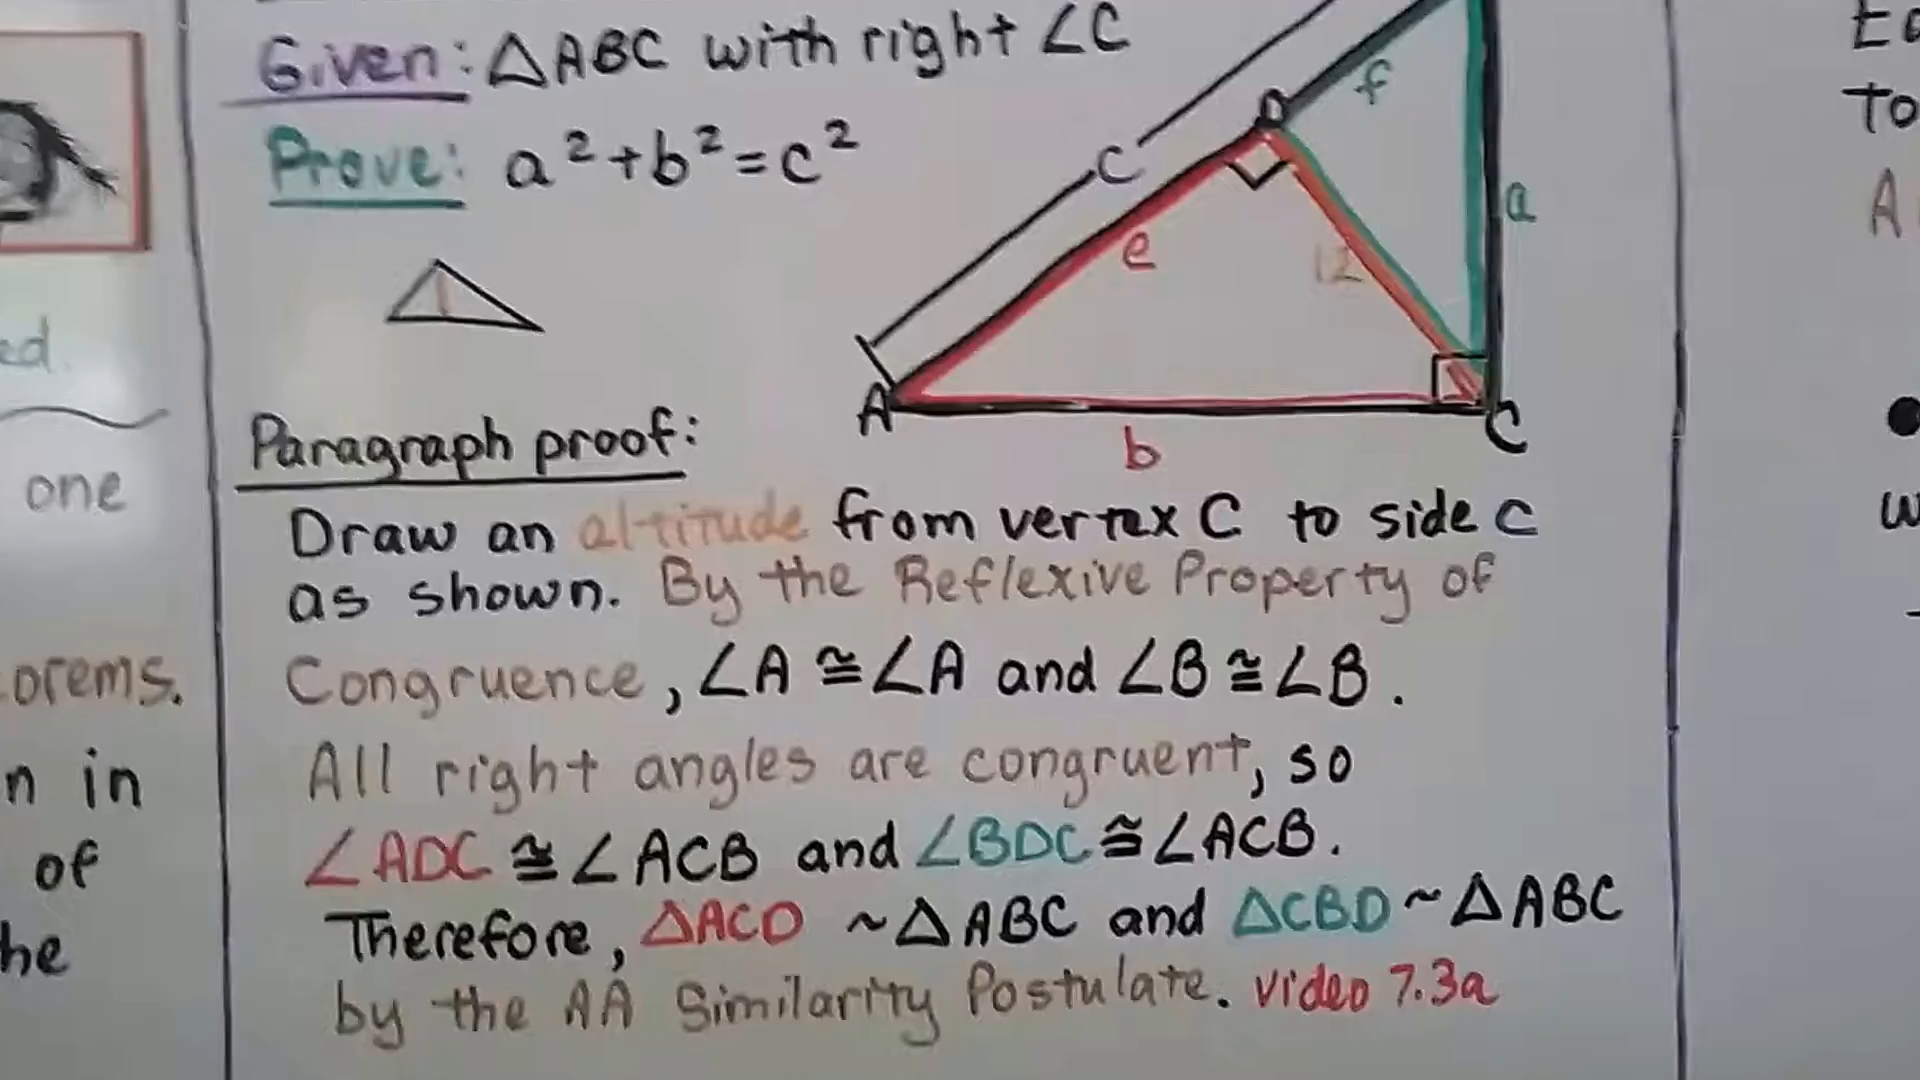 Given: △ABC with right ∠C
Prove: a²+b²=c²
D
f
c
a
e
12
A
C
b
Paragraph proof:
Draw an altitude from vertex C to side c
as shown. By the Reflexive Property of
Congruence, ∠A ≅ ∠A and ∠B ≅ ∠B.
All right angles are congruent, so
∠ADC ≅ ∠ACB and ∠BDC ≅ ∠ACB.
Therefore, △ACD ~ △ABC and △CBD ~ △ABC
by the AA Similarity Postulate. video 7.3a
one
orems.
n in
of
he
ed.
To
A
w